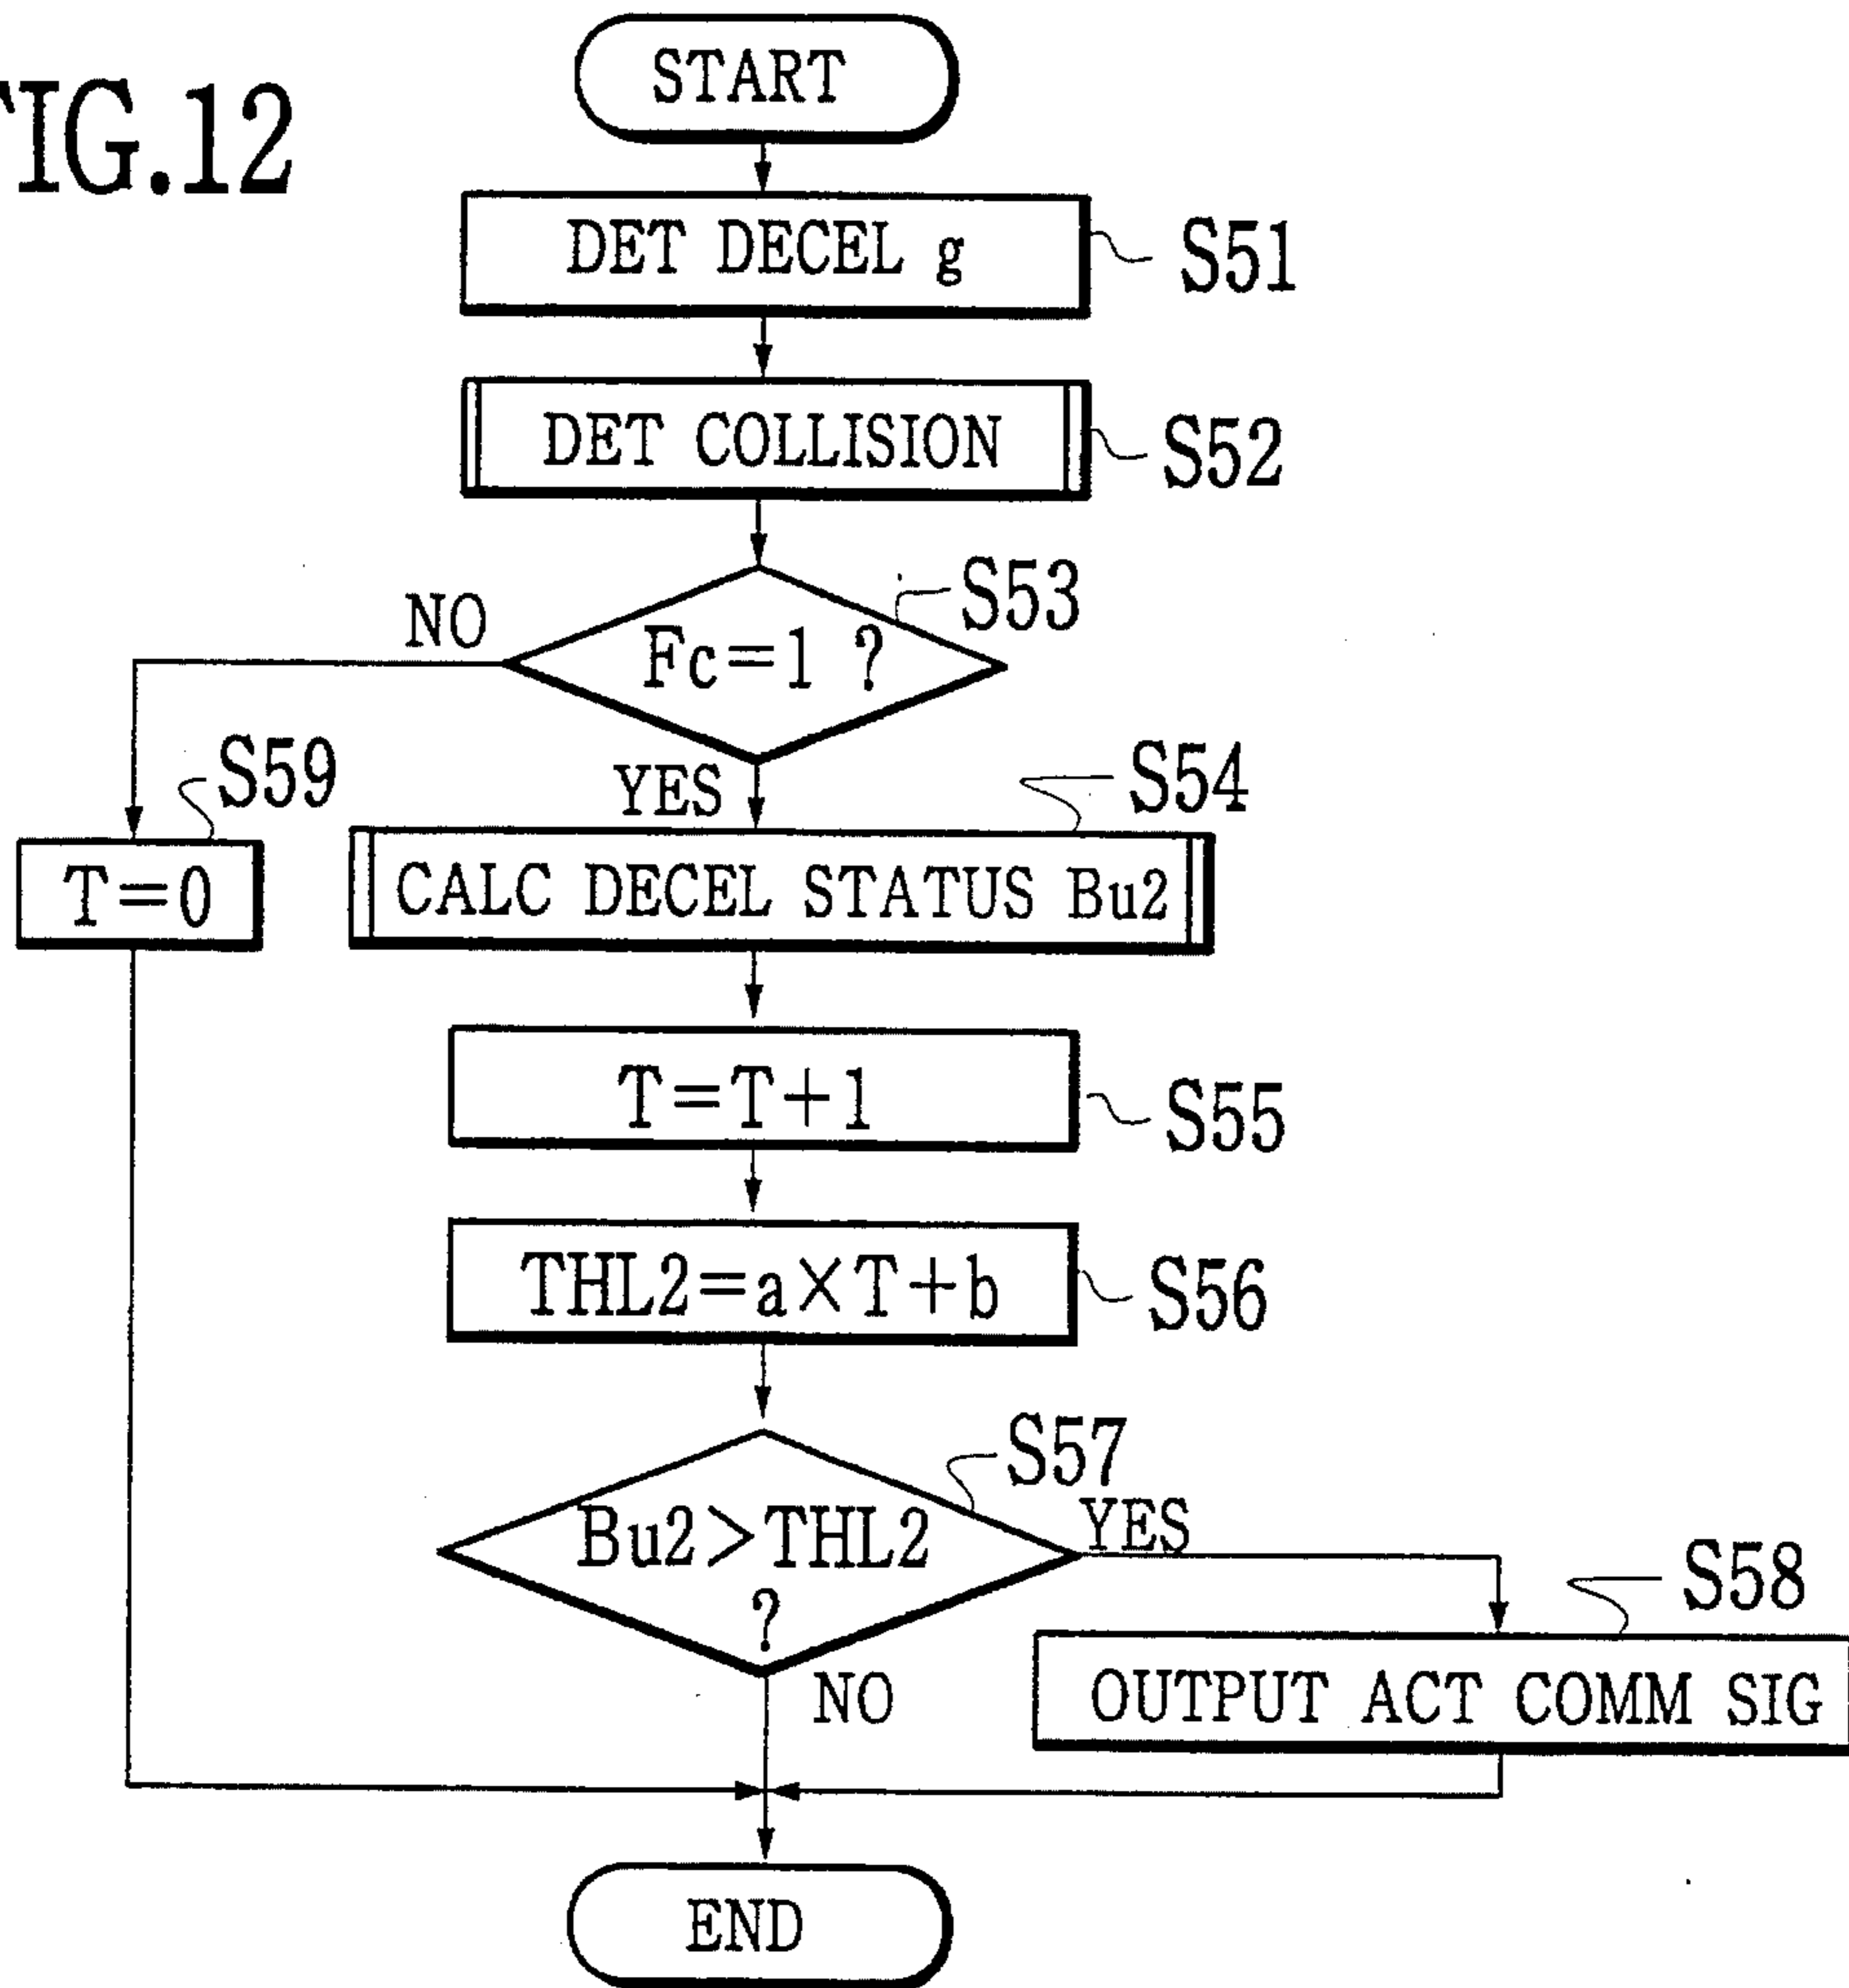 FIG.12
START
DET DECEL g
S51
DET COLLISION
S52
S53
NO
Fc=1 ?
S59
YES
S54
T=0
CALC DECEL STATUS Bu2
T=T+1
S55
THL2=a×T+b
S56
S57
Bu2>THL2
?
YES
S58
NO
OUTPUT ACT COMM SIG
END